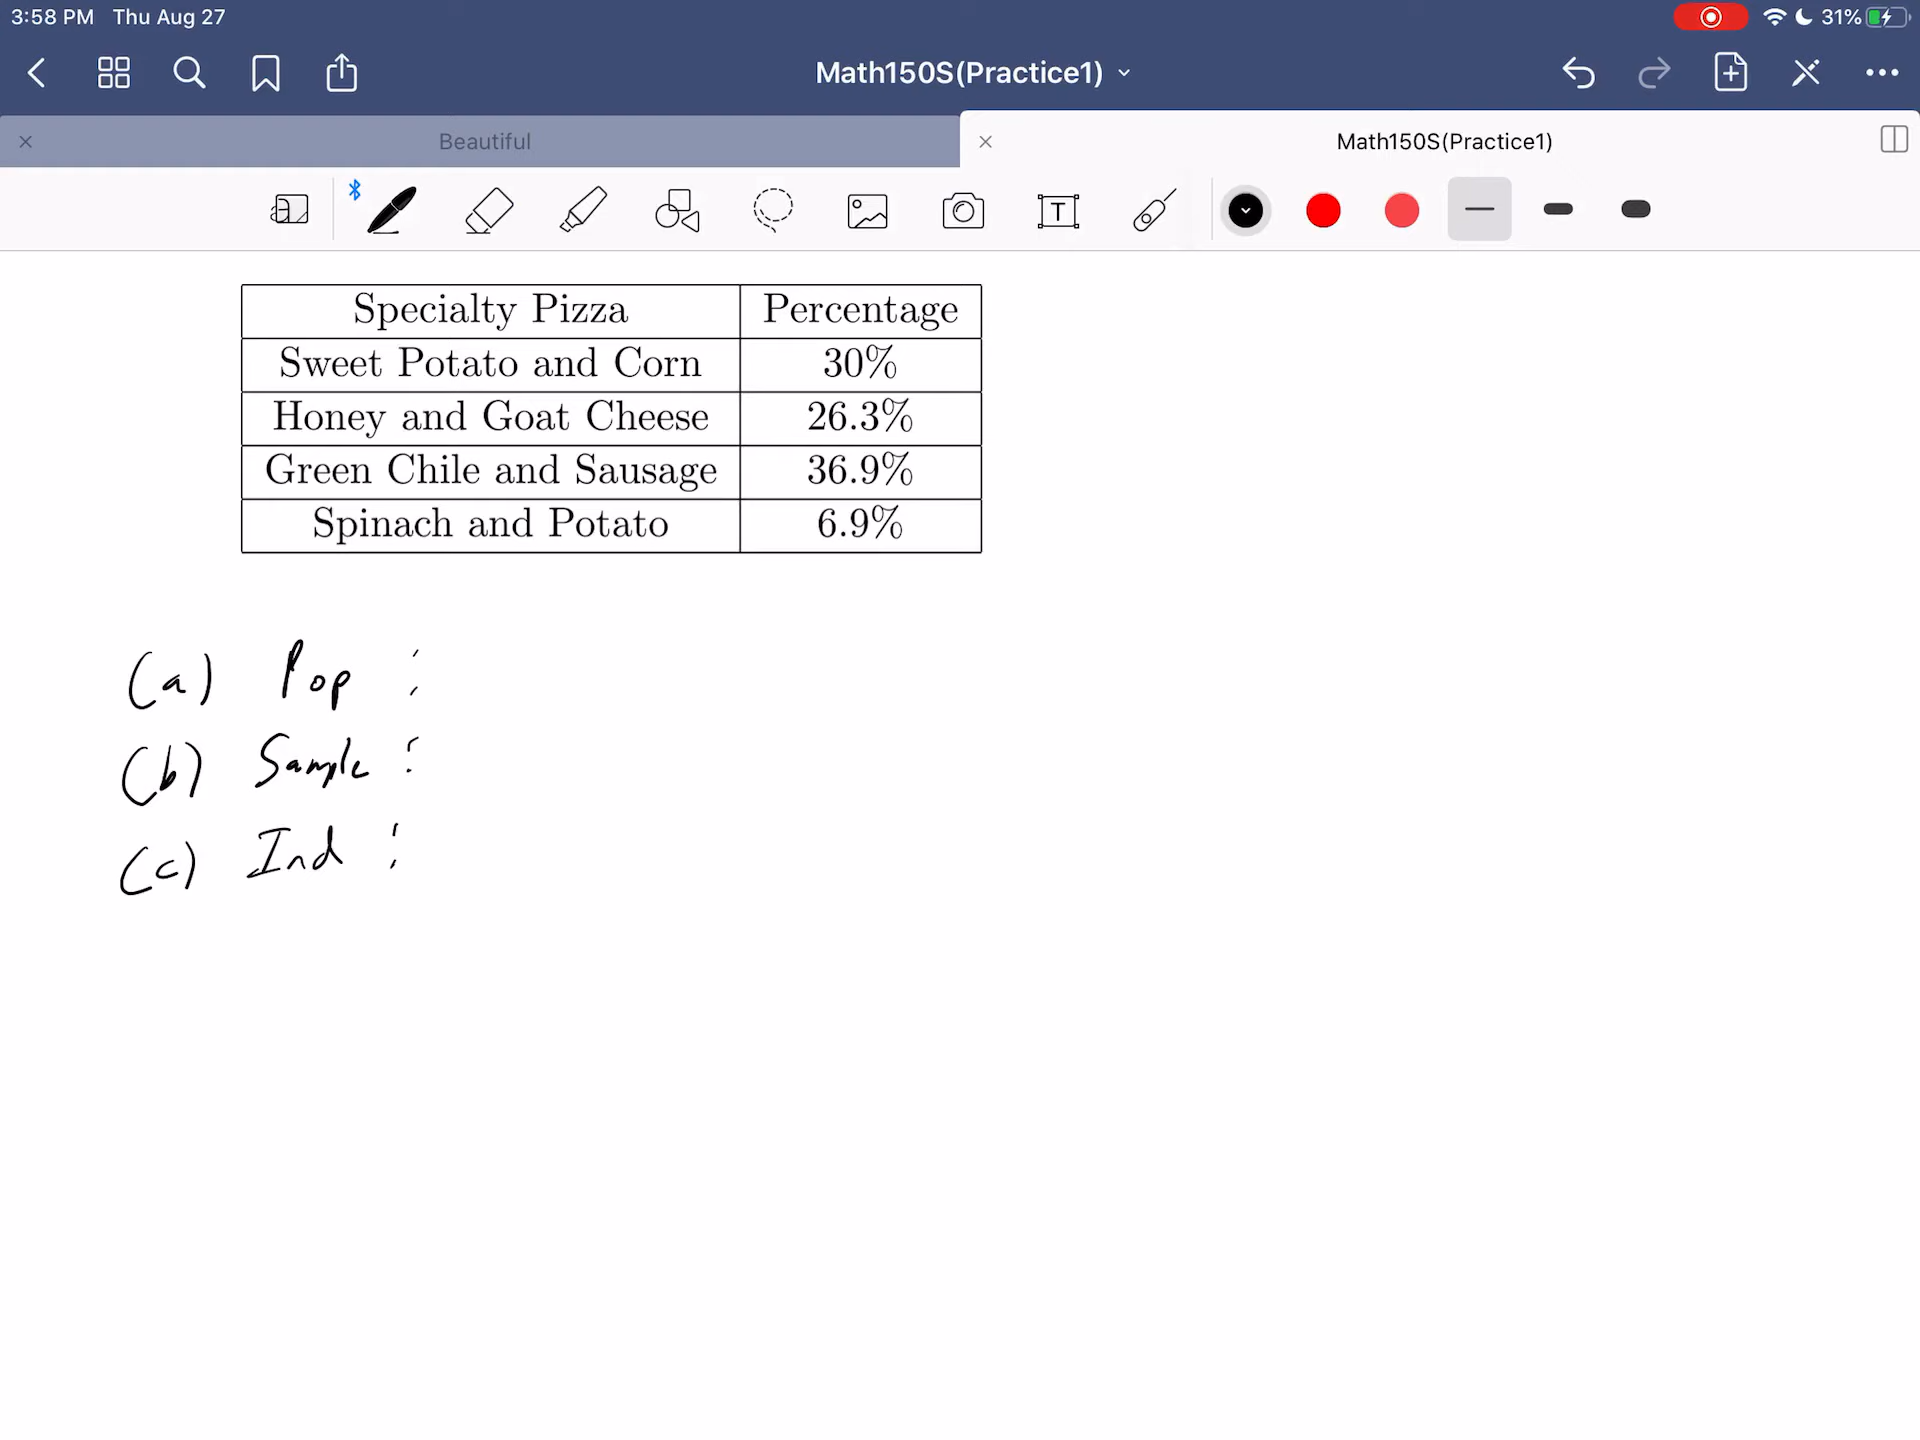 3:58 PM Thu Aug 27 31%
Math150S(Practice1)
Beautiful Math150S(Practice1)
a T
Specialty Pizza Percentage
Sweet Potato and Corn 30%
Honey and Goat Cheese 26.3%
Green Chile and Sausage 36.9%
Spinach and Potato 6.9%
(a) Pop :
(b) Sample :
(c) Ind :